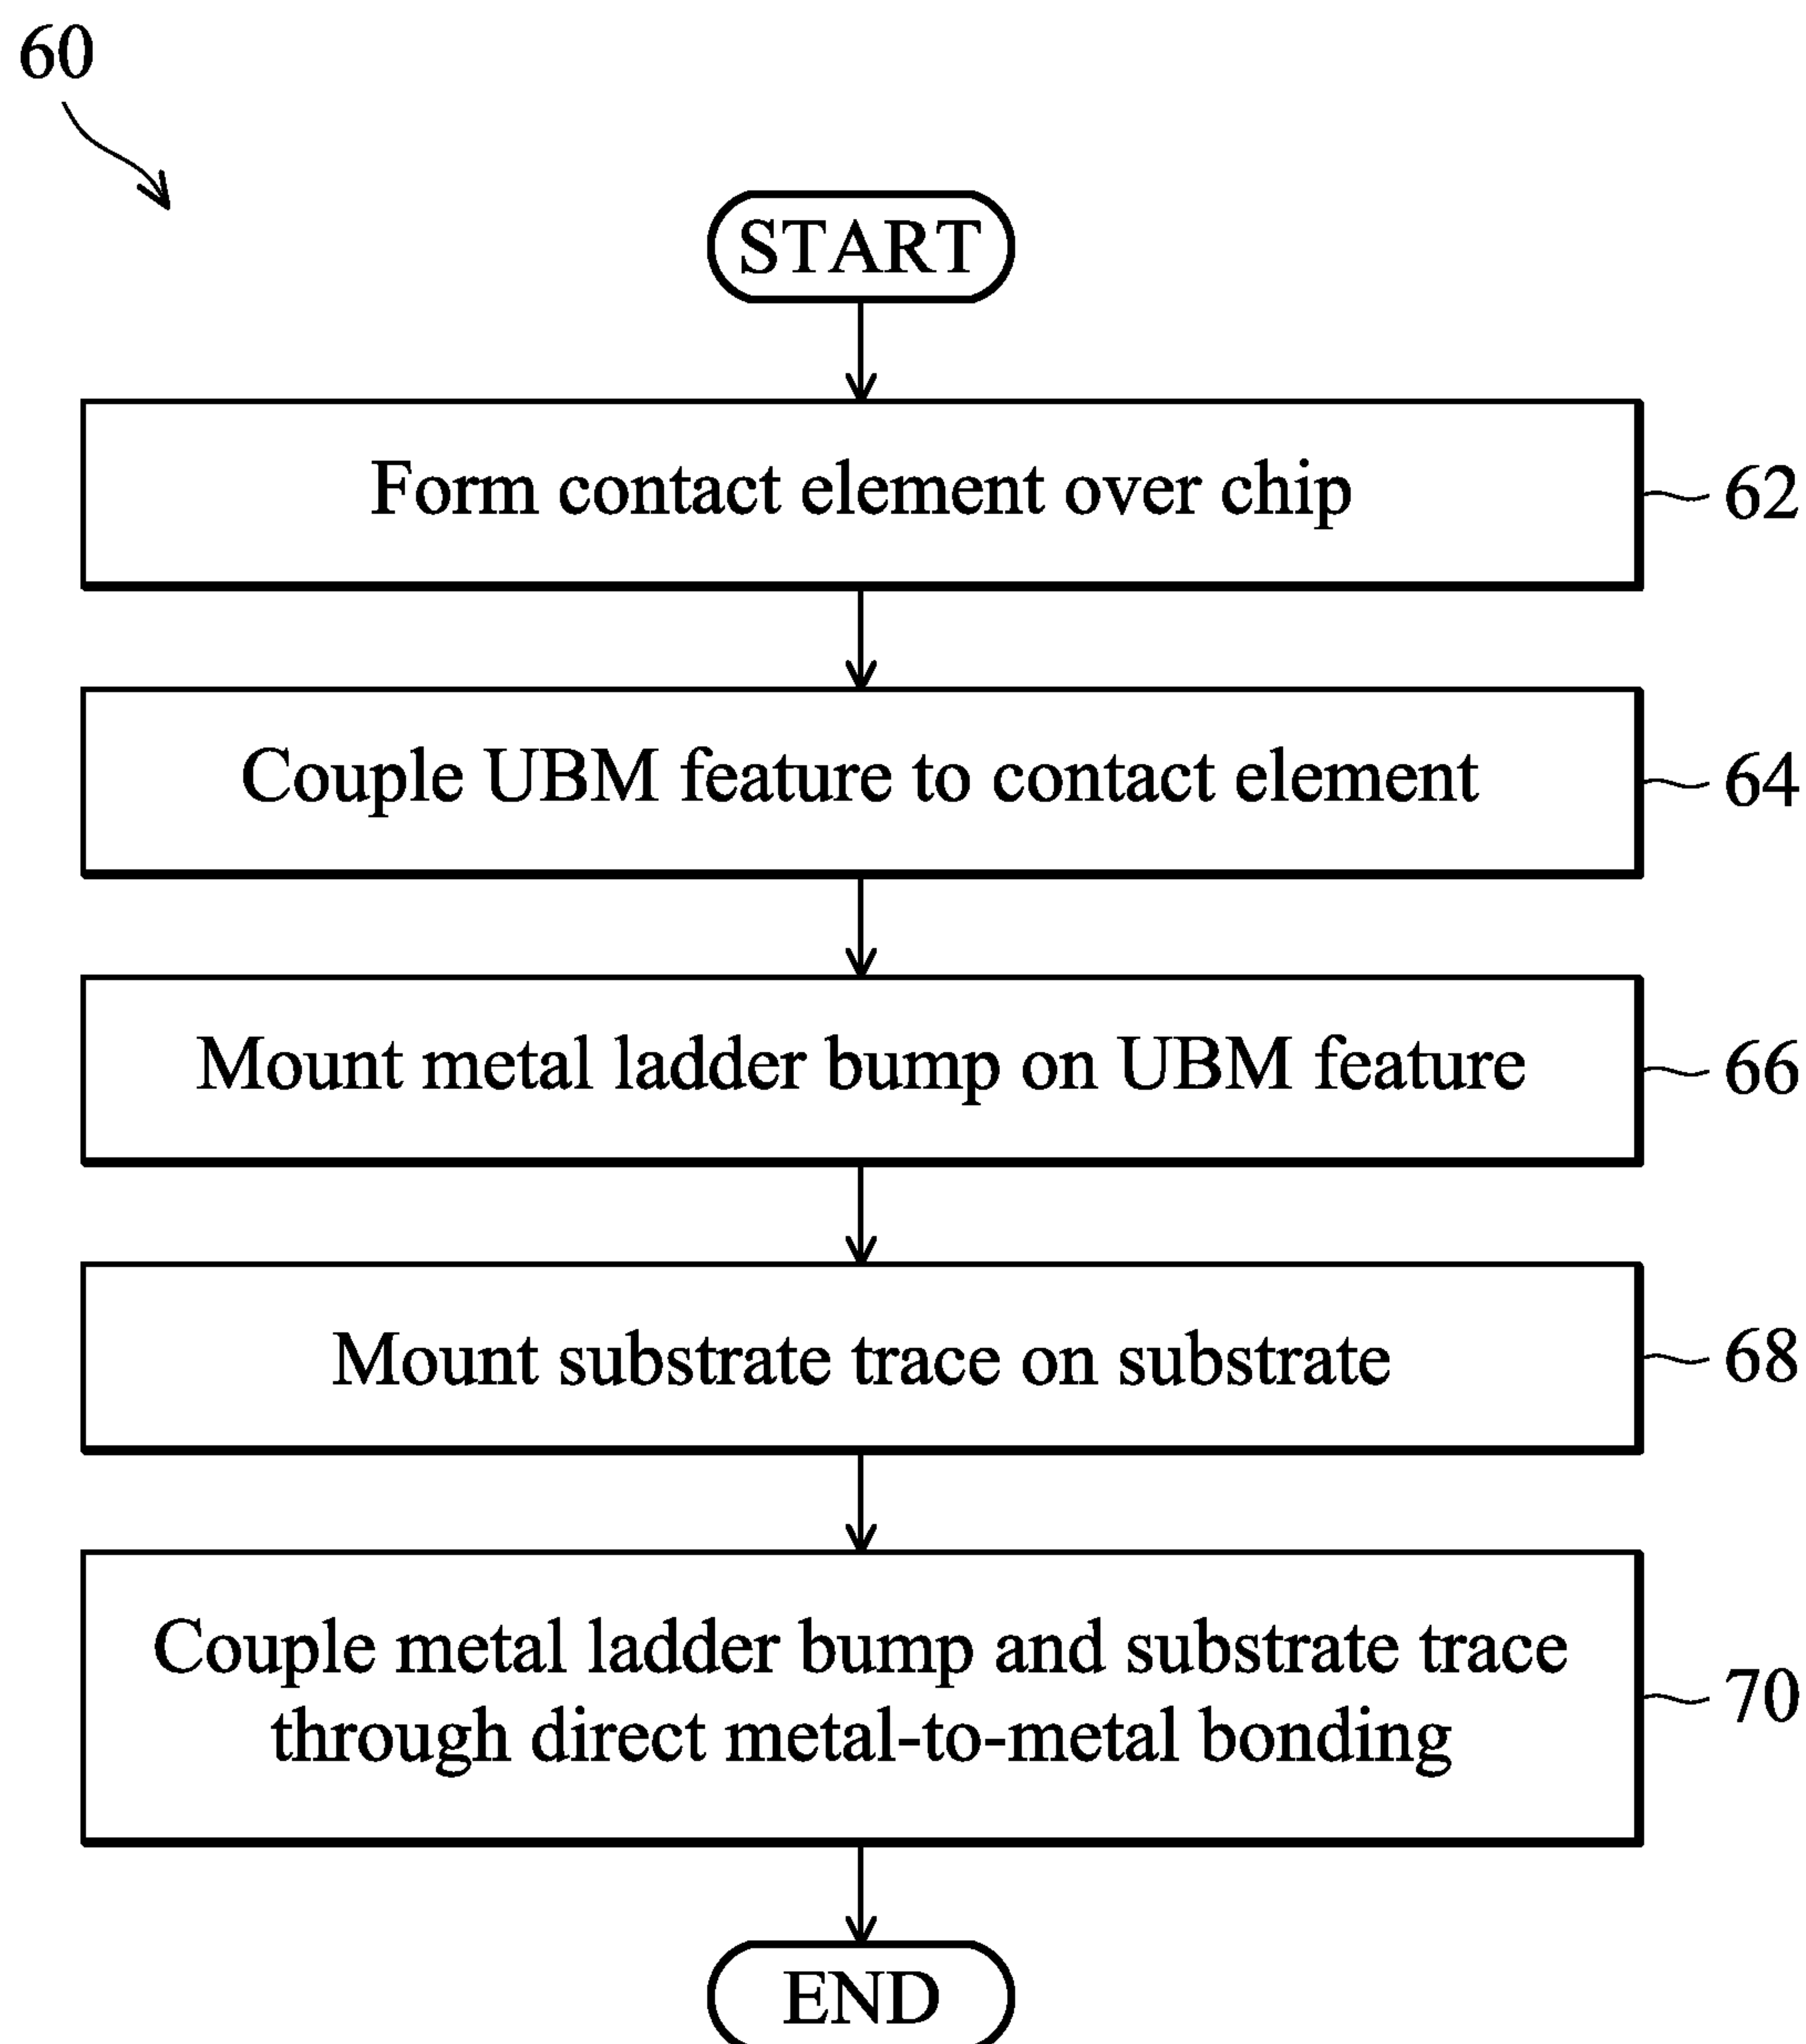 60
START
Form contact element over chip
62
Couple UBM feature to contact element
64
Mount metal ladder bump on UBM feature
66
Mount substrate trace on substrate
68
Couple metal ladder bump and substrate trace
through direct metal-to-metal bonding
70
END